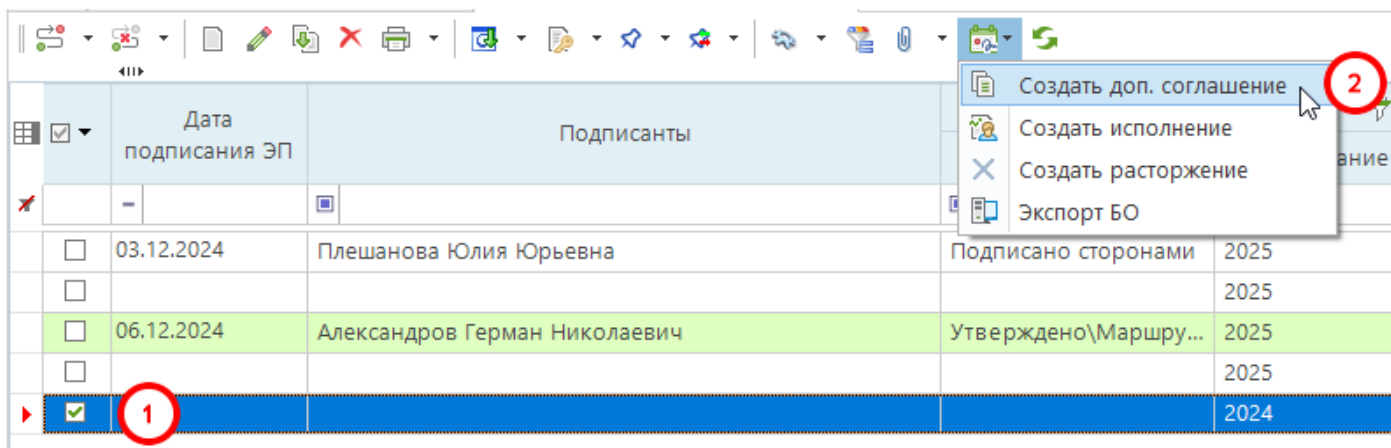 Создать доп. соглашение
2
Создать исполнение
Создать расторжение
Экспорт БО
Дата
подписания ЭП
Подписанты
ание
03.12.2024 Плешанова Юлия Юрьевна Подписано сторонами 2025
2025
06.12.2024 Александров Герман Николаевич Утверждено\Маршру... 2025
2025
1 2024